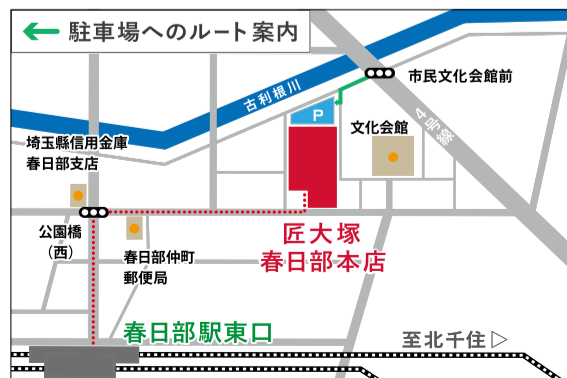 ← 駐車場へのルート案内
古利根川
市民文化会館前
P
文化会館
4号線
埼玉縣信用金庫
春日部支店
公園橋
（西）
春日部仲町
郵便局
匠大塚
春日部本店
春日部駅東口
至北千住▷